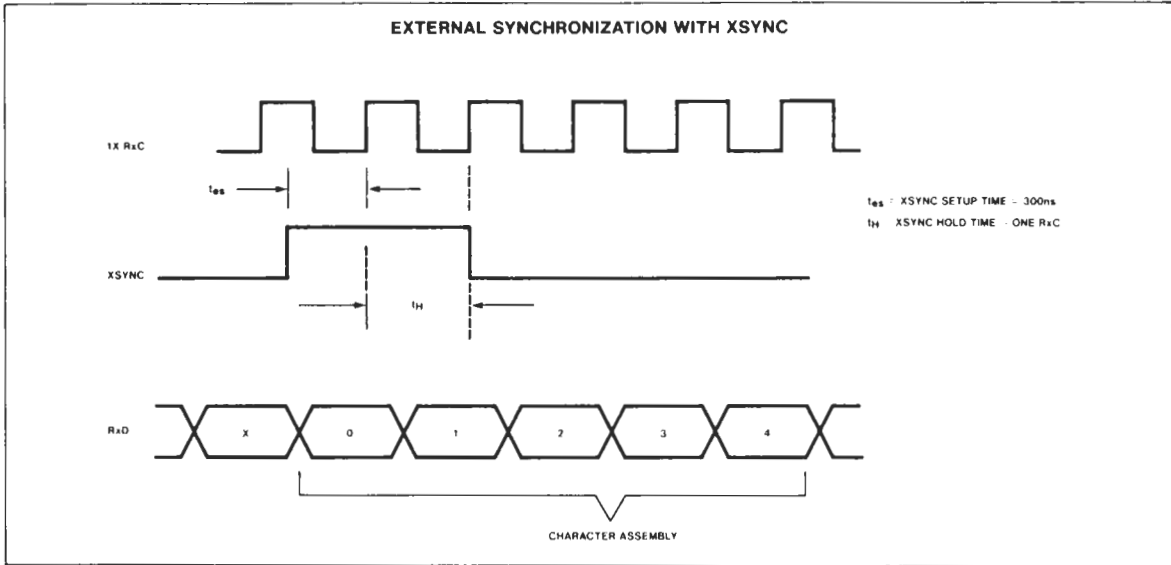 EXTERNAL SYNCHRONIZATION WITH XSYNC
1X RxC
tes
tes = XSYNC SETUP TIME - 300ns
tH XSYNC HOLD TIME - ONE RxC
XSYNC
tH
RxD
X 0 1 2 3 4
CHARACTER ASSEMBLY